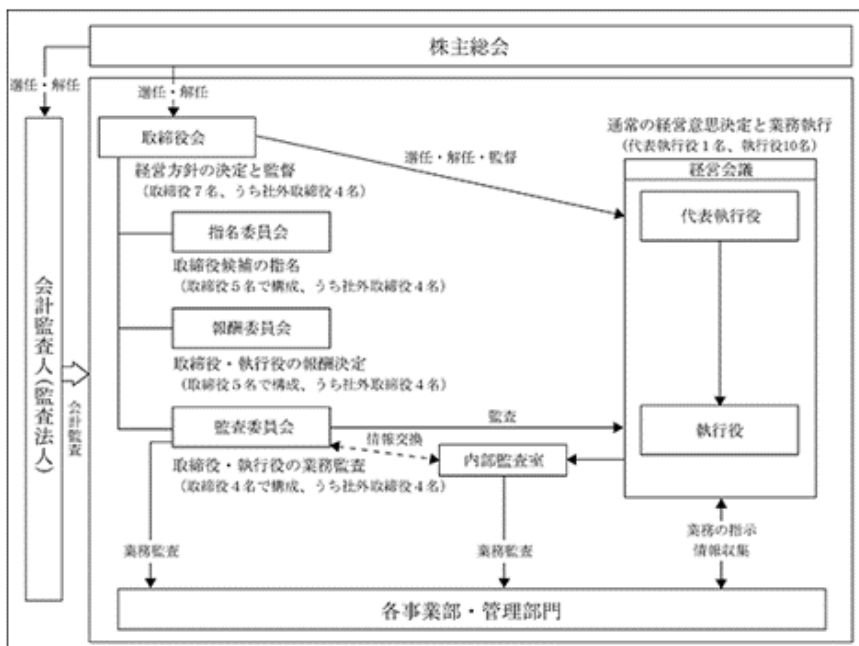 株主総会
選任・解任
選任・解任
取締役会
経営方針の決定と監督
(取締役7名、うち社外取締役4名)
選任・解任・監督
通常の経営意思決定と業務執行
(代表執行役1名、執行役10名)
経営会議
代表執行役
指名委員会
取締役候補の指名
(取締役5名で構成、うち社外取締役4名)
報酬委員会
取締役・執行役の報酬決定
(取締役5名で構成、うち社外取締役4名)
会計監査人(監査法人)
会計監査
監査委員会
監査
執行役
情報交換
内部監査室
取締役・執行役の業務監査
(取締役4名で構成、うち社外取締役4名)
業務監査
業務監査
業務の指示
情報収集
各事業部・管理部門